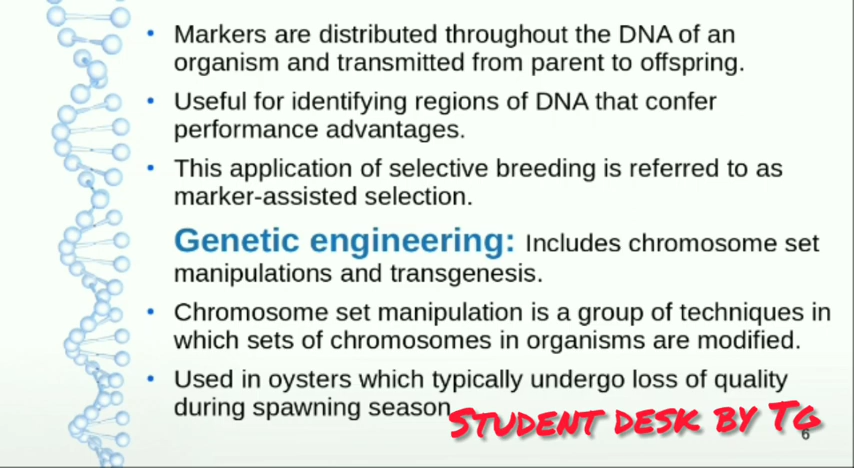 • Markers are distributed throughout the DNA of an
organism and transmitted from parent to offspring.
• Useful for identifying regions of DNA that confer
performance advantages.
• This application of selective breeding is referred to as
marker-assisted selection.
Genetic engineering: Includes chromosome set
manipulations and transgenesis.
• Chromosome set manipulation is a group of techniques in
which sets of chromosomes in organisms are modified.
• Used in oysters which typically undergo loss of quality
during spawning season
Student desk by Tg
6